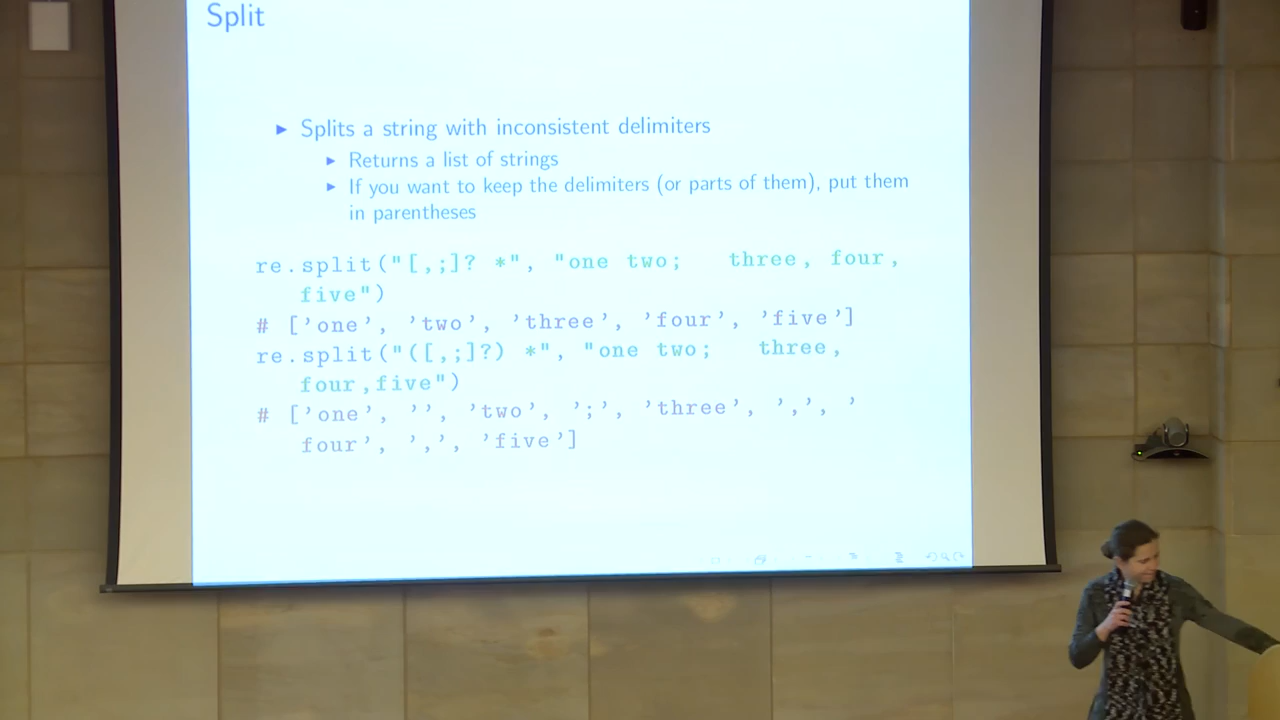 Split
▶ Splits a string with inconsistent delimiters
▶ Returns a list of strings
▶ If you want to keep the delimiters (or parts of them), put them
in parentheses
re.split("[,;]? *", "one two;   three, four,
five")
# [’one’, ’two’, ’three’, ’four’, ’five’]
re.split("([,;]?) *", "one two;   three,
four,five")
# [’one’, ’’, ’two’, ’;’, ’three’, ’,’, ’
four’, ’,’, ’five’]